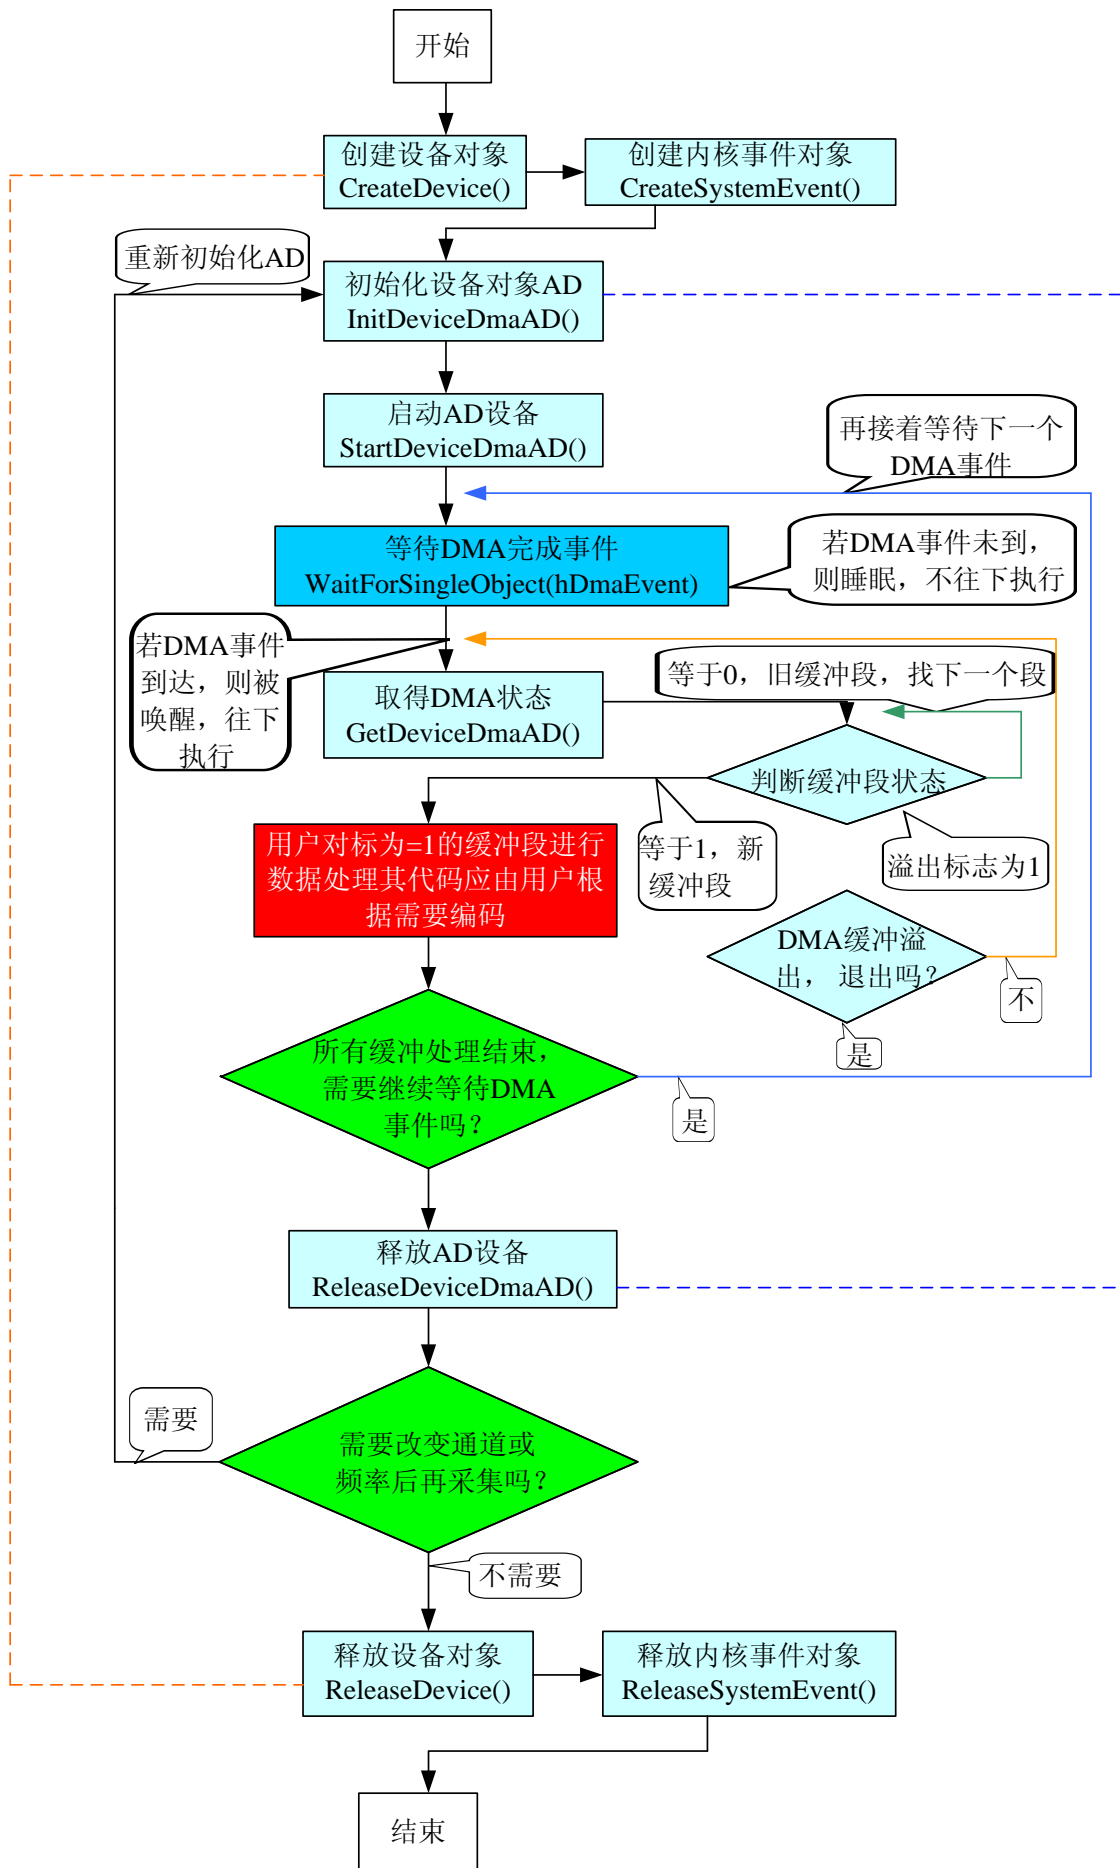 开始
创建设备对象
CreateDevice()
创建内核事件对象
CreateSystemEvent()
重新初始化AD
初始化设备对象AD
InitDeviceDmaAD()
启动AD设备
StartDeviceDmaAD()
再接着等待下一个
DMA事件
等待DMA完成事件
WaitForSingleObject(hDmaEvent)
若DMA事件未到，
则睡眠，不往下执行
若DMA事件
到达，则被
唤醒，往下
执行
取得DMA状态
GetDeviceDmaAD()
等于0，旧缓冲段，找下一个段
判断缓冲段状态
用户对标为=1的缓冲段进行
数据处理其代码应由用户根
据需要编码
等于1，新
缓冲段
溢出标志为1
DMA缓冲溢
出， 退出吗？
不
是
所有缓冲处理结束，
需要继续等待DMA
事件吗？
是
释放AD设备
ReleaseDeviceDmaAD()
需要
需要改变通道或
频率后再采集吗？
不需要
释放设备对象
ReleaseDevice()
释放内核事件对象
ReleaseSystemEvent()
结束